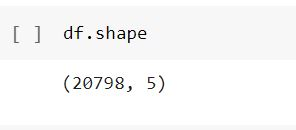 [ ] df.shape
(20798, 5)